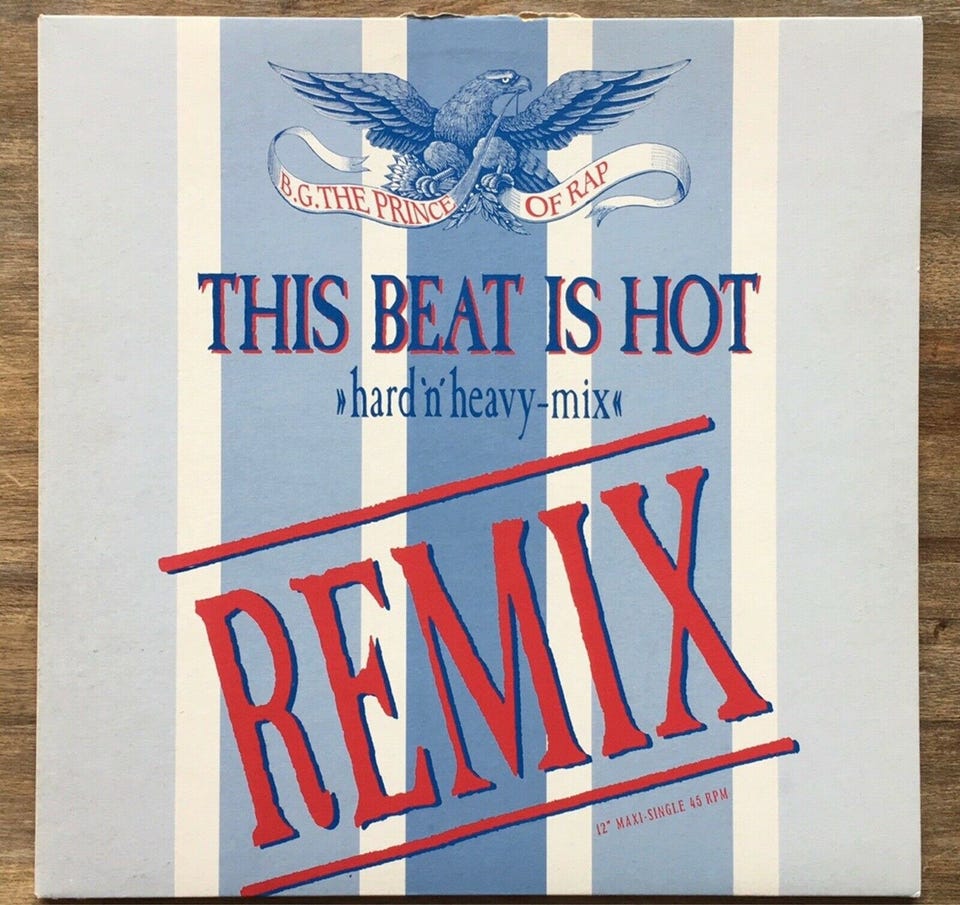 B.G.THE PRINCE OF RAP
THIS BEAT IS HOT
»hard 'n' heavy-mix«
REMIX
12" MAXI-SINGLE 45 RPM